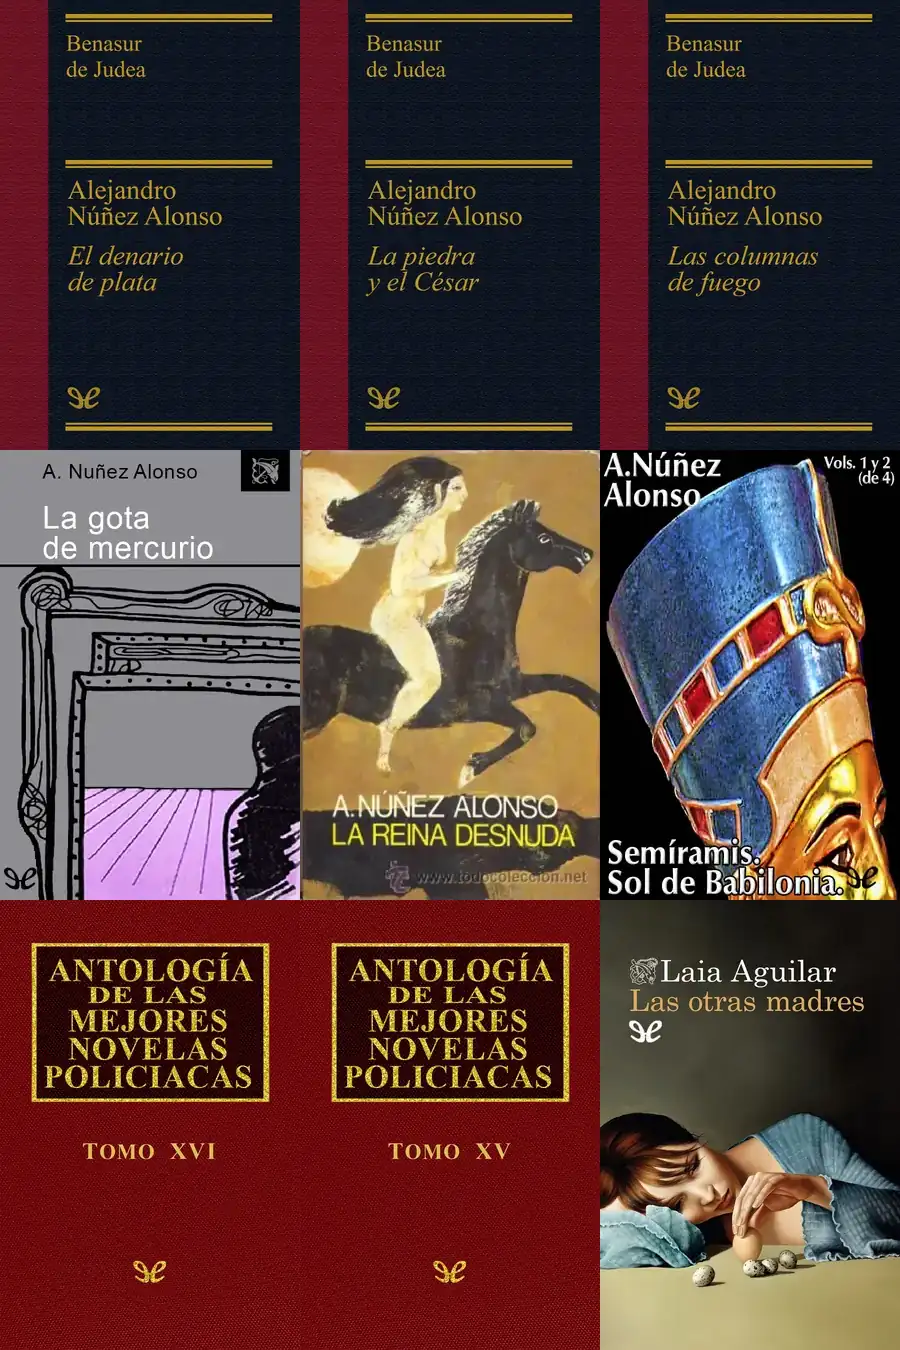 Benasur
de Judea
Alejandro
Núñez Alonso
El denario
de plata
Benasur
de Judea
Alejandro
Núñez Alonso
La piedra
y el César
Benasur
de Judea
Alejandro
Núñez Alonso
Las columnas
de fuego
A. Nuñez Alonso
La gota
de mercurio
A. NÚÑEZ ALONSO
LA REINA DESNUDA
www.todocoleccion.net
A. Núñez
Alonso
Vols. 1 y 2
(de 4)
Semíramis.
Sol de Babilonia.
ANTOLOGÍA
DE LAS
MEJORES
NOVELAS
POLICIACAS
TOMO XVI
ANTOLOGÍA
DE LAS
MEJORES
NOVELAS
POLICIACAS
TOMO XV
Laia Aguilar
Las otras madres